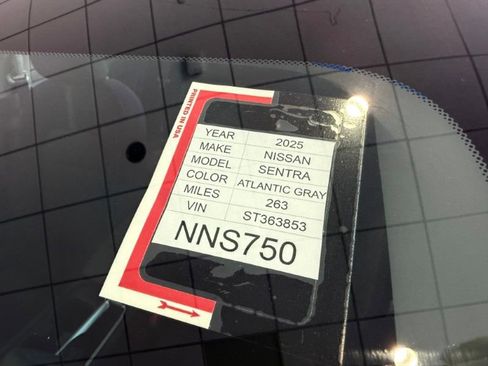 PRINTED IN USA
YEAR 2025
MAKE NISSAN
MODEL SENTRA
COLOR ATLANTIC GRAY
MILES 263
VIN ST363853
NNS750